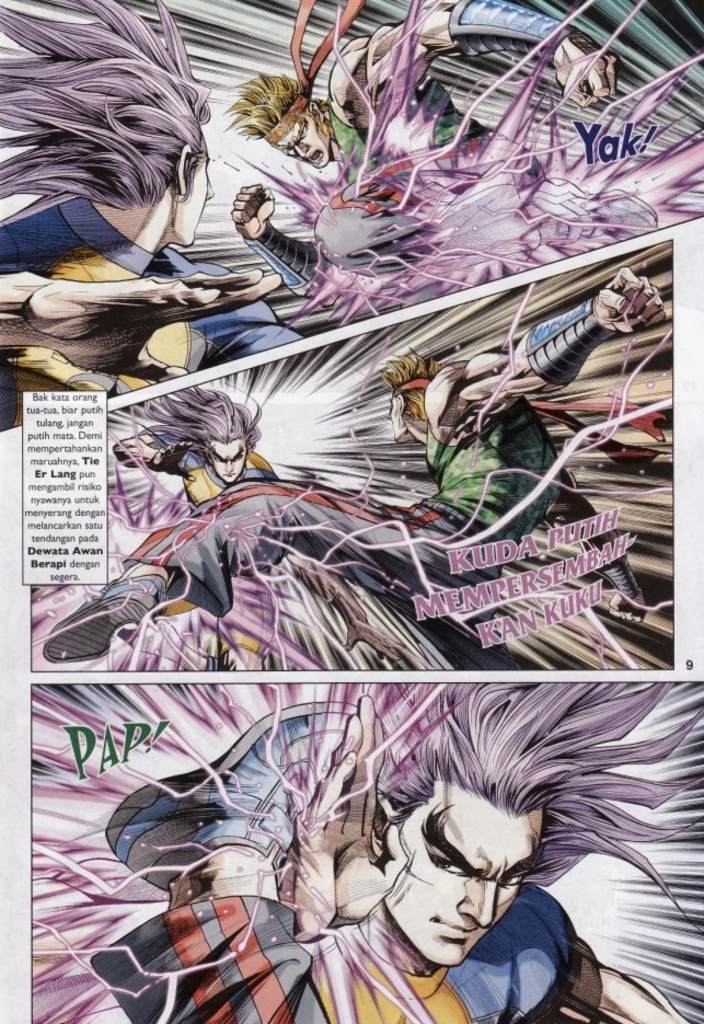 Yak!
Bak kata orang
tua-tua, biar putih
tulang, jangan
putih mata. Demi
mempertahankan
maruahnya, Tie
Er Lang pun
mengambil risiko
nyawanya untuk
menyerang dengan
melancarkan satu
tendangan pada
Dewata Awan
Berapi dengan
segera.
KUDA PUTIH
MEMPERSEMBAH-
KAN KUKU
9
PAP!